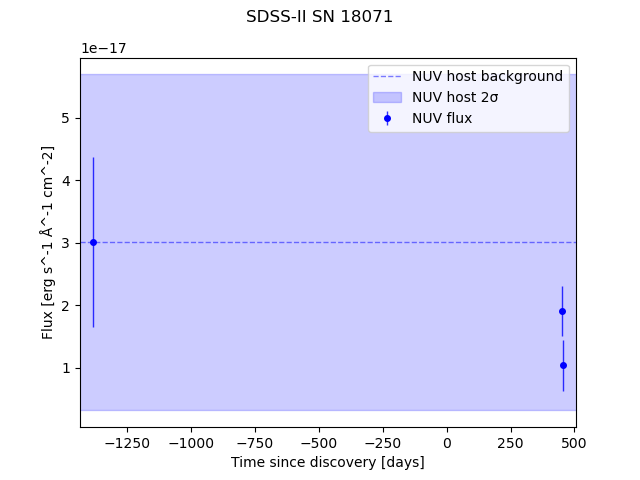 SDSS-II SN 18071
1e−17
NUV host background
NUV host 2σ
NUV flux
5
4
3
2
1
Flux [erg s^-1 Å^-1 cm^-2]
−1250 −1000 −750 −500 −250 0 250 500
Time since discovery [days]